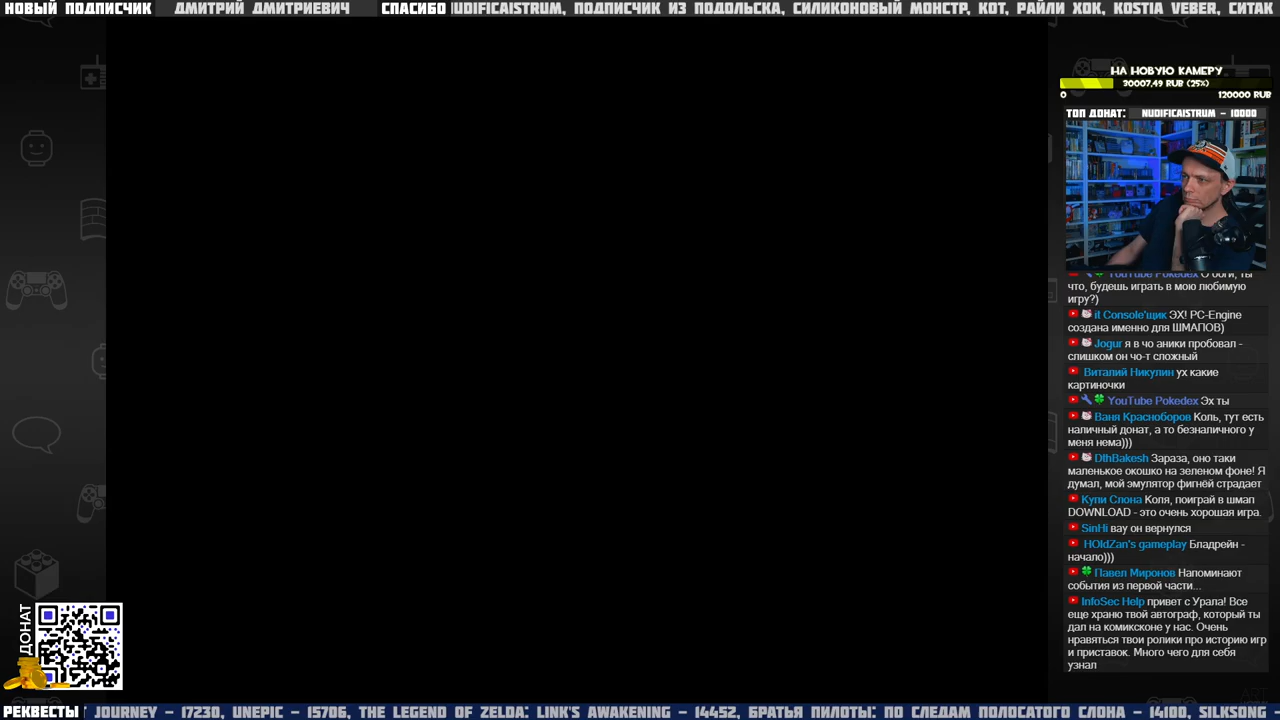 НОВЫЙ ПОДПИСЧИК ДМИТРИЙ ДМИТРИЕВИЧ СПАСИБО NUDIFICAISTRUM, ПОДПИСЧИК ИЗ ПОДОЛЬСКА, СИЛИКОНОВЫЙ МОНСТР, КОТ, РАЙЛИ ХОК, KOSTIA VEBER, СИТАК
НА НОВУЮ КАМЕРУ
30007,49 RUB (25%)
0 120000 RUB
ТОП ДОНАТ: NUDIFICAISTRUM - 10000
YouTube Pokedex О боги, ты
что, будешь играть в мою любимую
игру?)
il Console'щик ЭХ! PC-Engine
создана именно для ШМАПОВ)
Jogur я в чо аники пробовал -
слишком он чо-т сложный
Виталий Никулин ух какие
картиночки
YouTube Pokedex Эх ты
Ваня Красноборов Коль, тут есть
наличный донат, а то безналичного у
меня нема)))
DthBakesh Зараза, оно таки
маленькое окошко на зеленом фоне! Я
думал, мой эмулятор фигнёй страдает
Купи Слона Коля, поиграй в шмап
DOWNLOAD - это очень хорошая игра.
SinHi вау он вернулся
HOldZan's gameplay Бладрейн -
начало)))
Павел Миронов Напоминают
события из первой части...
InfoSec Help привет с Урала! Все
еще храню твой автограф, который ты
дал на комиксконе у нас. Очень
нравяться твои ролики про историю игр
и приставок. Много чего для себя
узнал
ДОНАТ
РЕКВЕСТЫ JOURNEY - 17230, UNEPIC - 15706, THE LEGEND OF ZELDA: LINK'S AWAKENING - 14452, БРАТЬЯ ПИЛОТЫ: ПО СЛЕДАМ ПОЛОСАТОГО СЛОНА - 14100, SILKSONG -